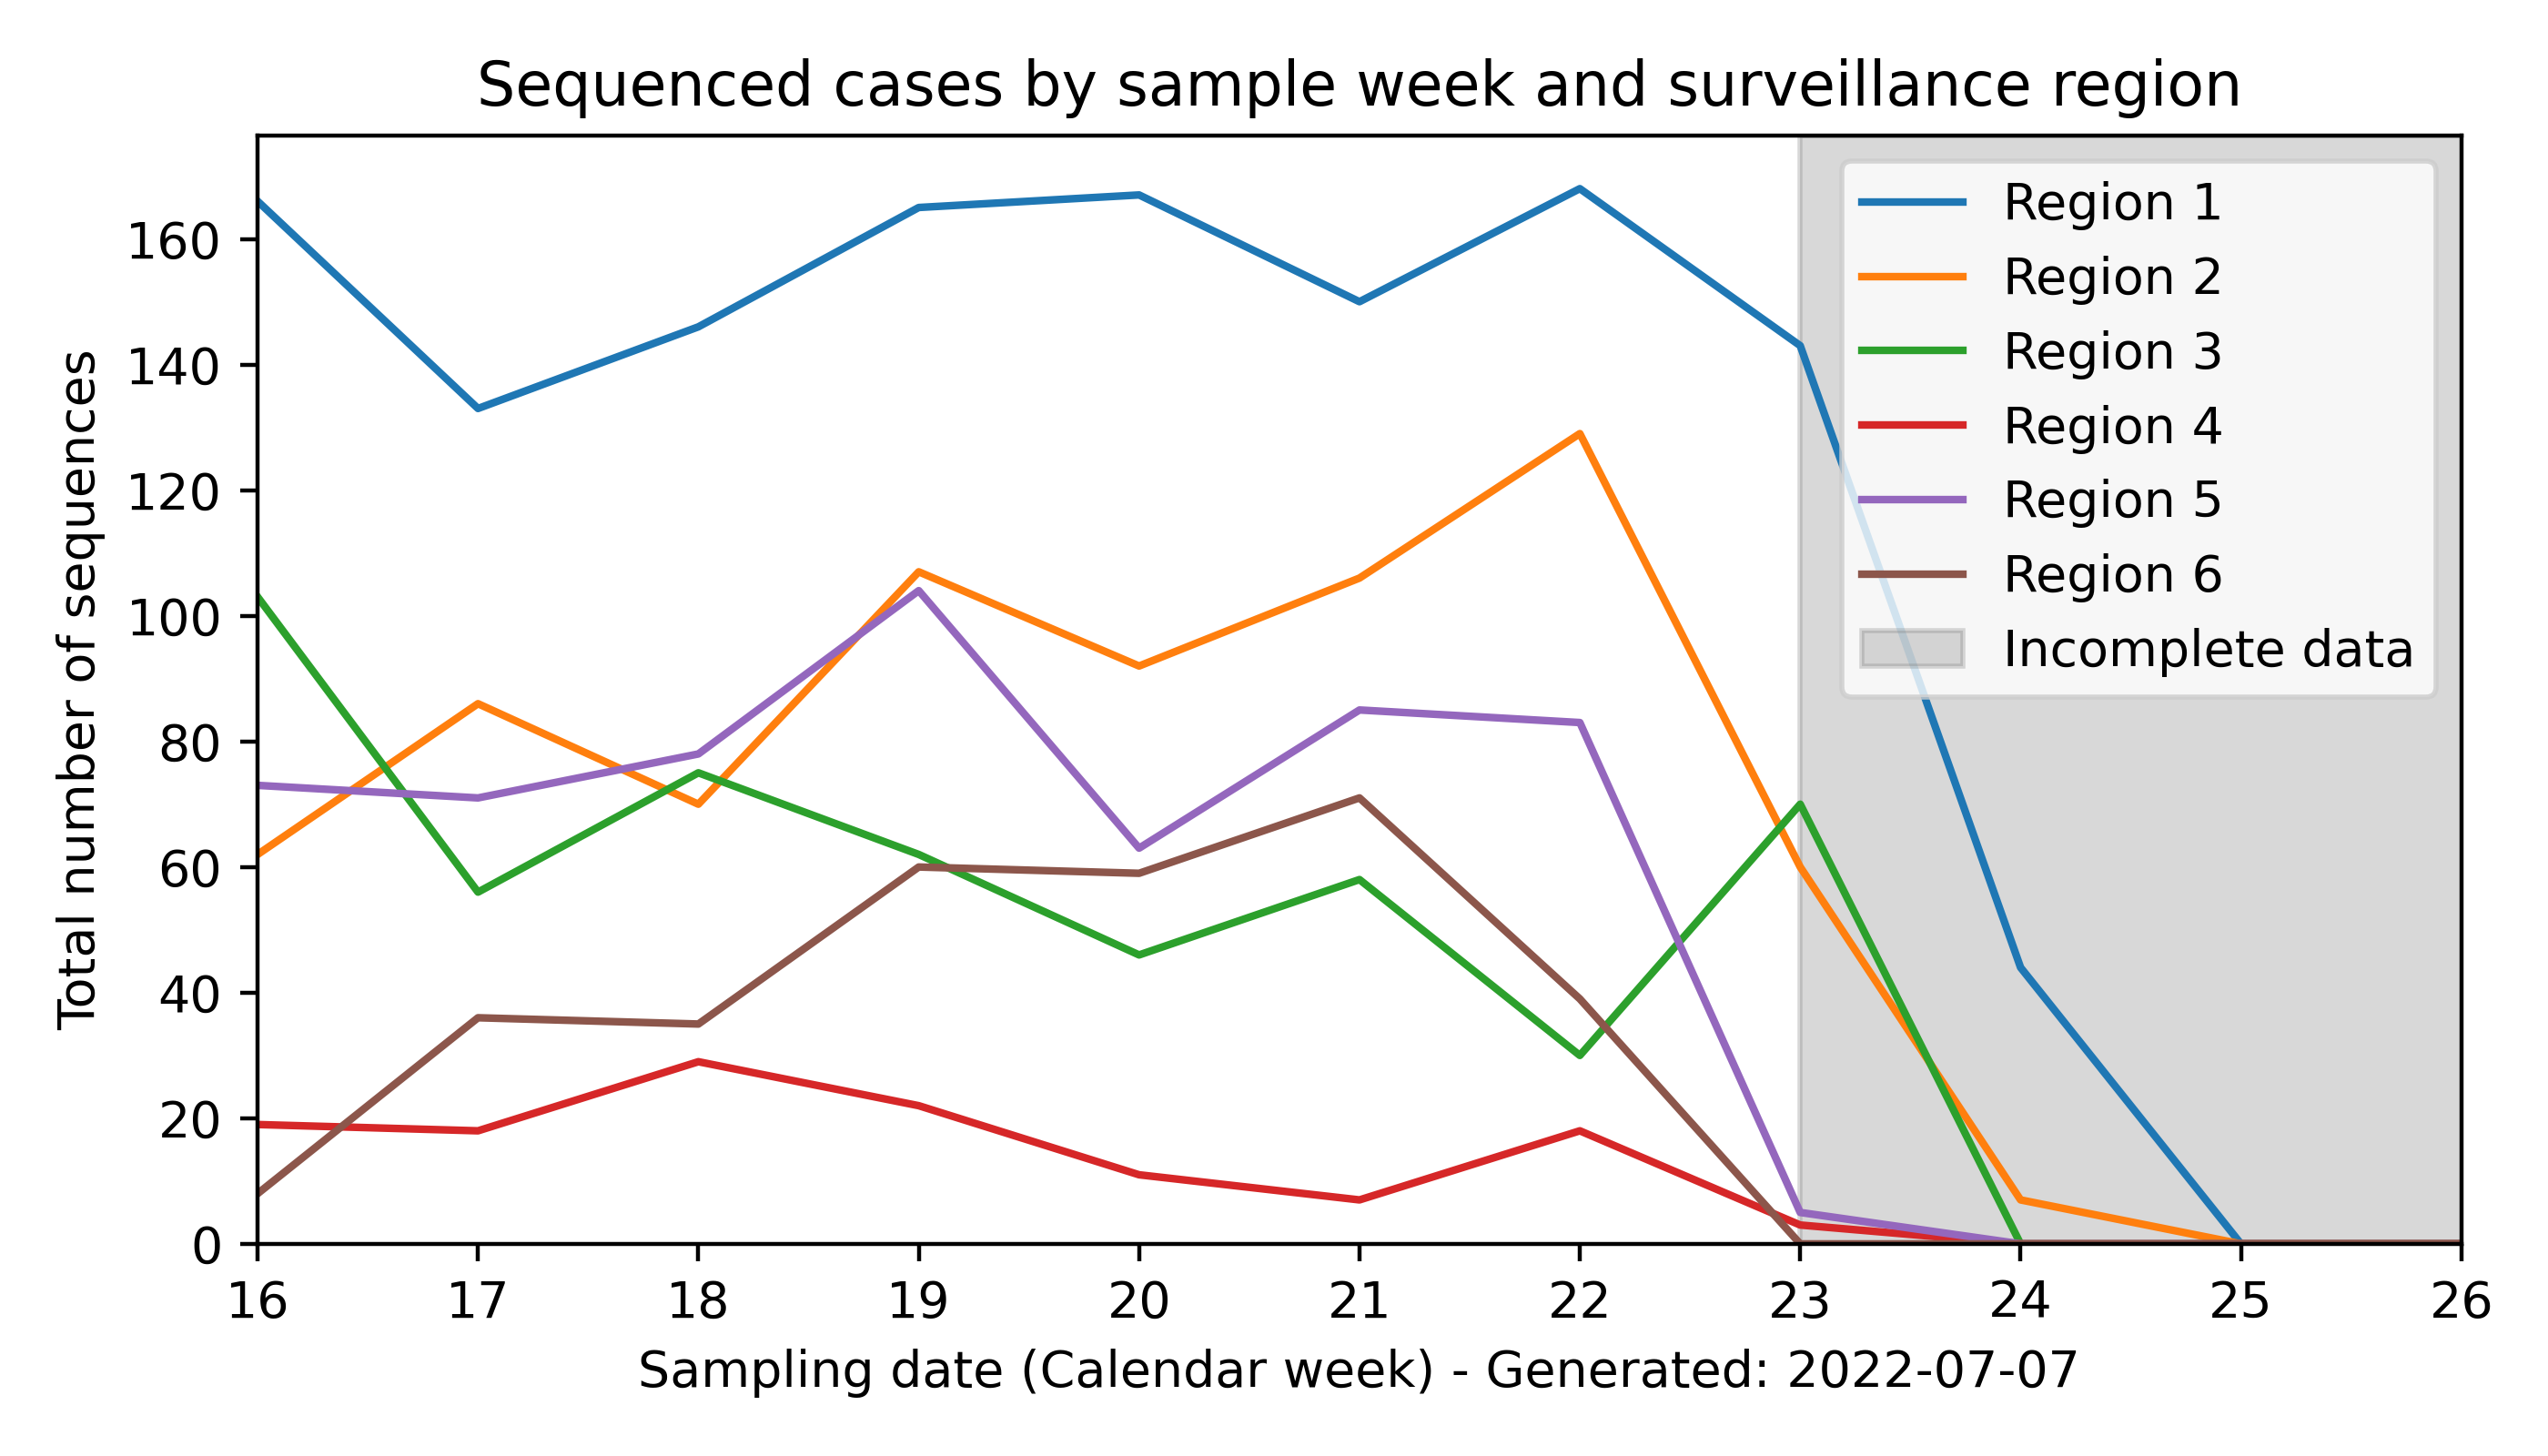 Sequenced cases by sample week and surveillance region
Total number of sequences
160
140
120
100
80
60
40
20
0
Region 1
Region 2
Region 3
Region 4
Region 5
Region 6
Incomplete data
16 17 18 19 20 21 22 23 24 25 26
Sampling date (Calendar week) - Generated: 2022-07-07